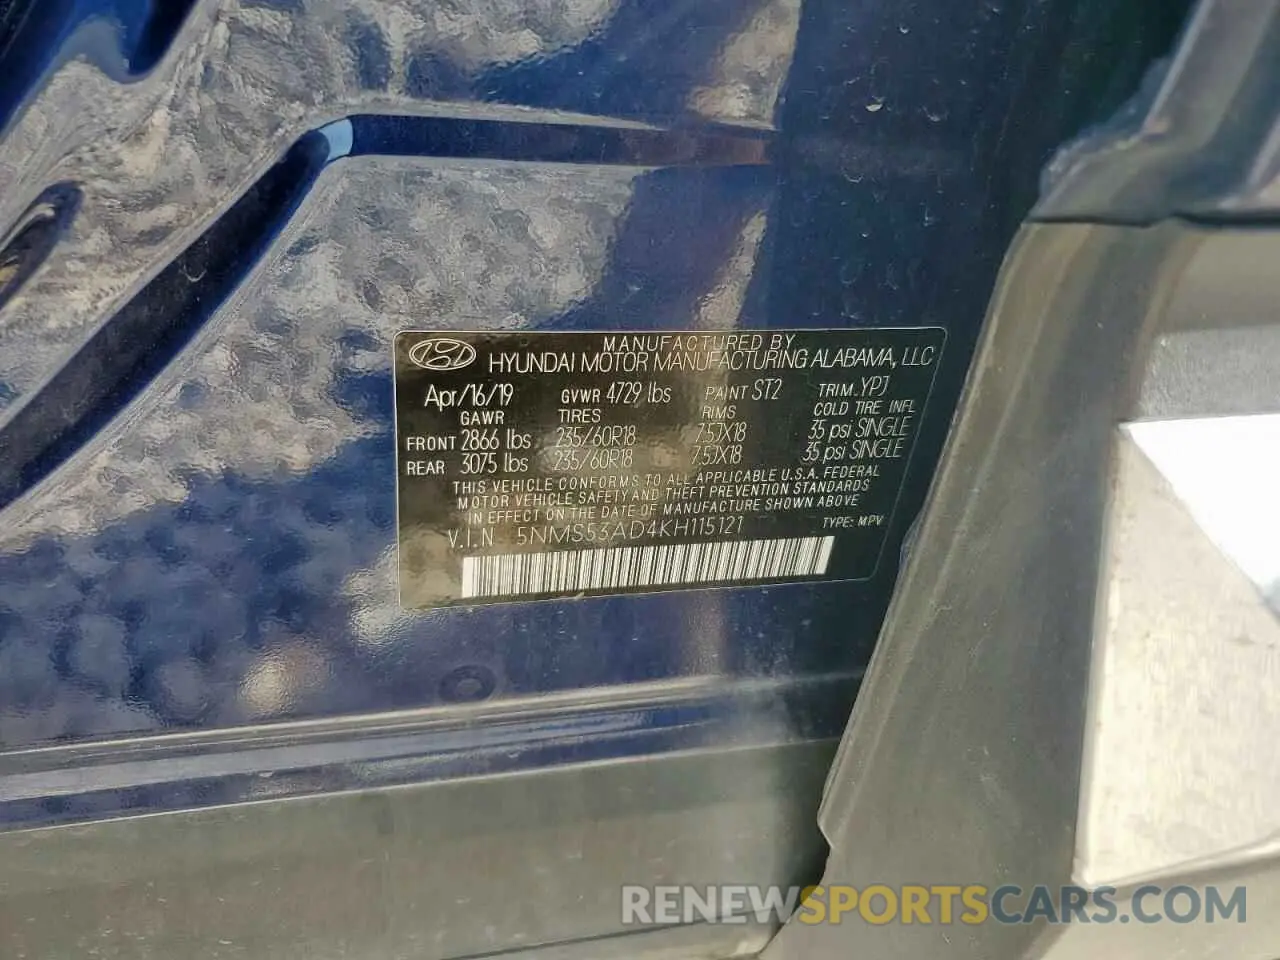 MANUFACTURED BY
HYUNDAI MOTOR MANUFACTURING ALABAMA, LLC
Apr/16/19 GVWR 4729 lbs PAINT ST2 TRIM YPJ
GAWR TIRES RIMS COLD TIRE INFL
FRONT 2866 lbs 235/60R18 7.5JX18 35 psi SINGLE
REAR 3075 lbs 235/60R18 7.5JX18 35 psi SINGLE
THIS VEHICLE CONFORMS TO ALL APPLICABLE U.S.A. FEDERAL
MOTOR VEHICLE SAFETY AND THEFT PREVENTION STANDARDS
IN EFFECT ON THE DATE OF MANUFACTURE SHOWN ABOVE
V.I.N 5NMS53AD4KH115121 TYPE: MPV
RENEWSPORTSCARS.COM